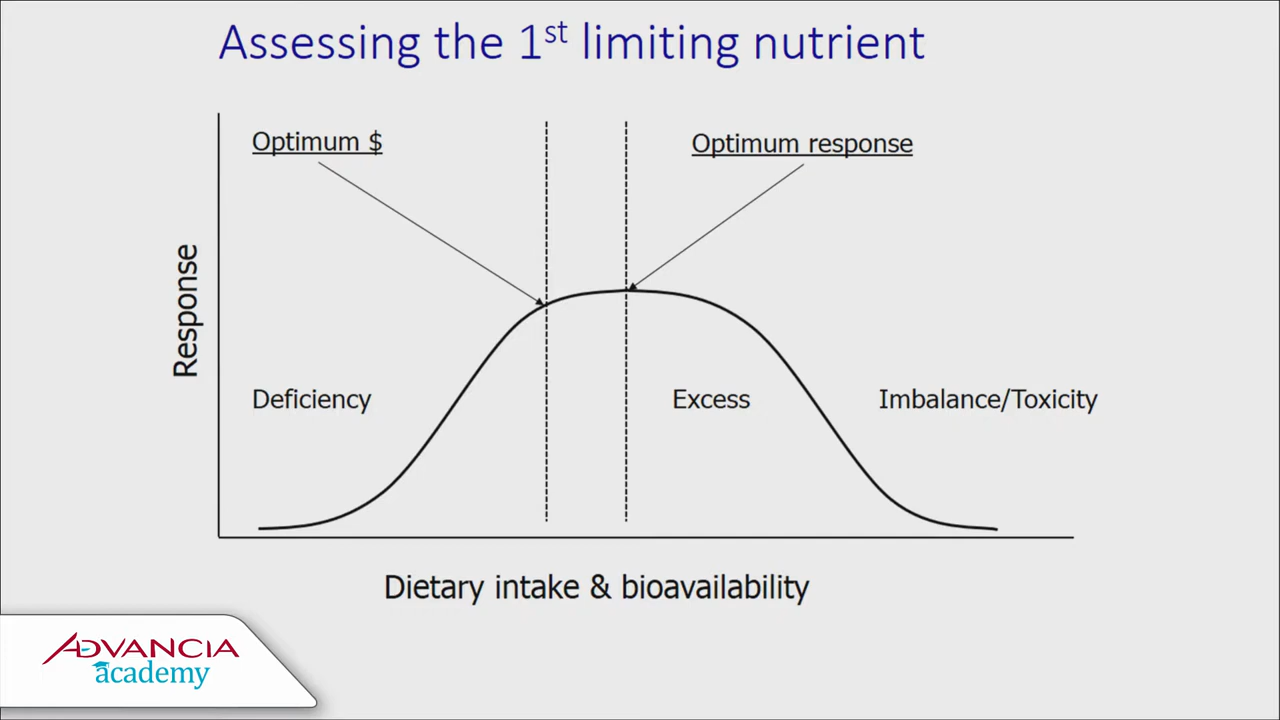 Assessing the 1st limiting nutrient
Optimum $
Optimum response
Response
Deficiency
Excess
Imbalance/Toxicity
Dietary intake & bioavailability
ADVANCIA
academy